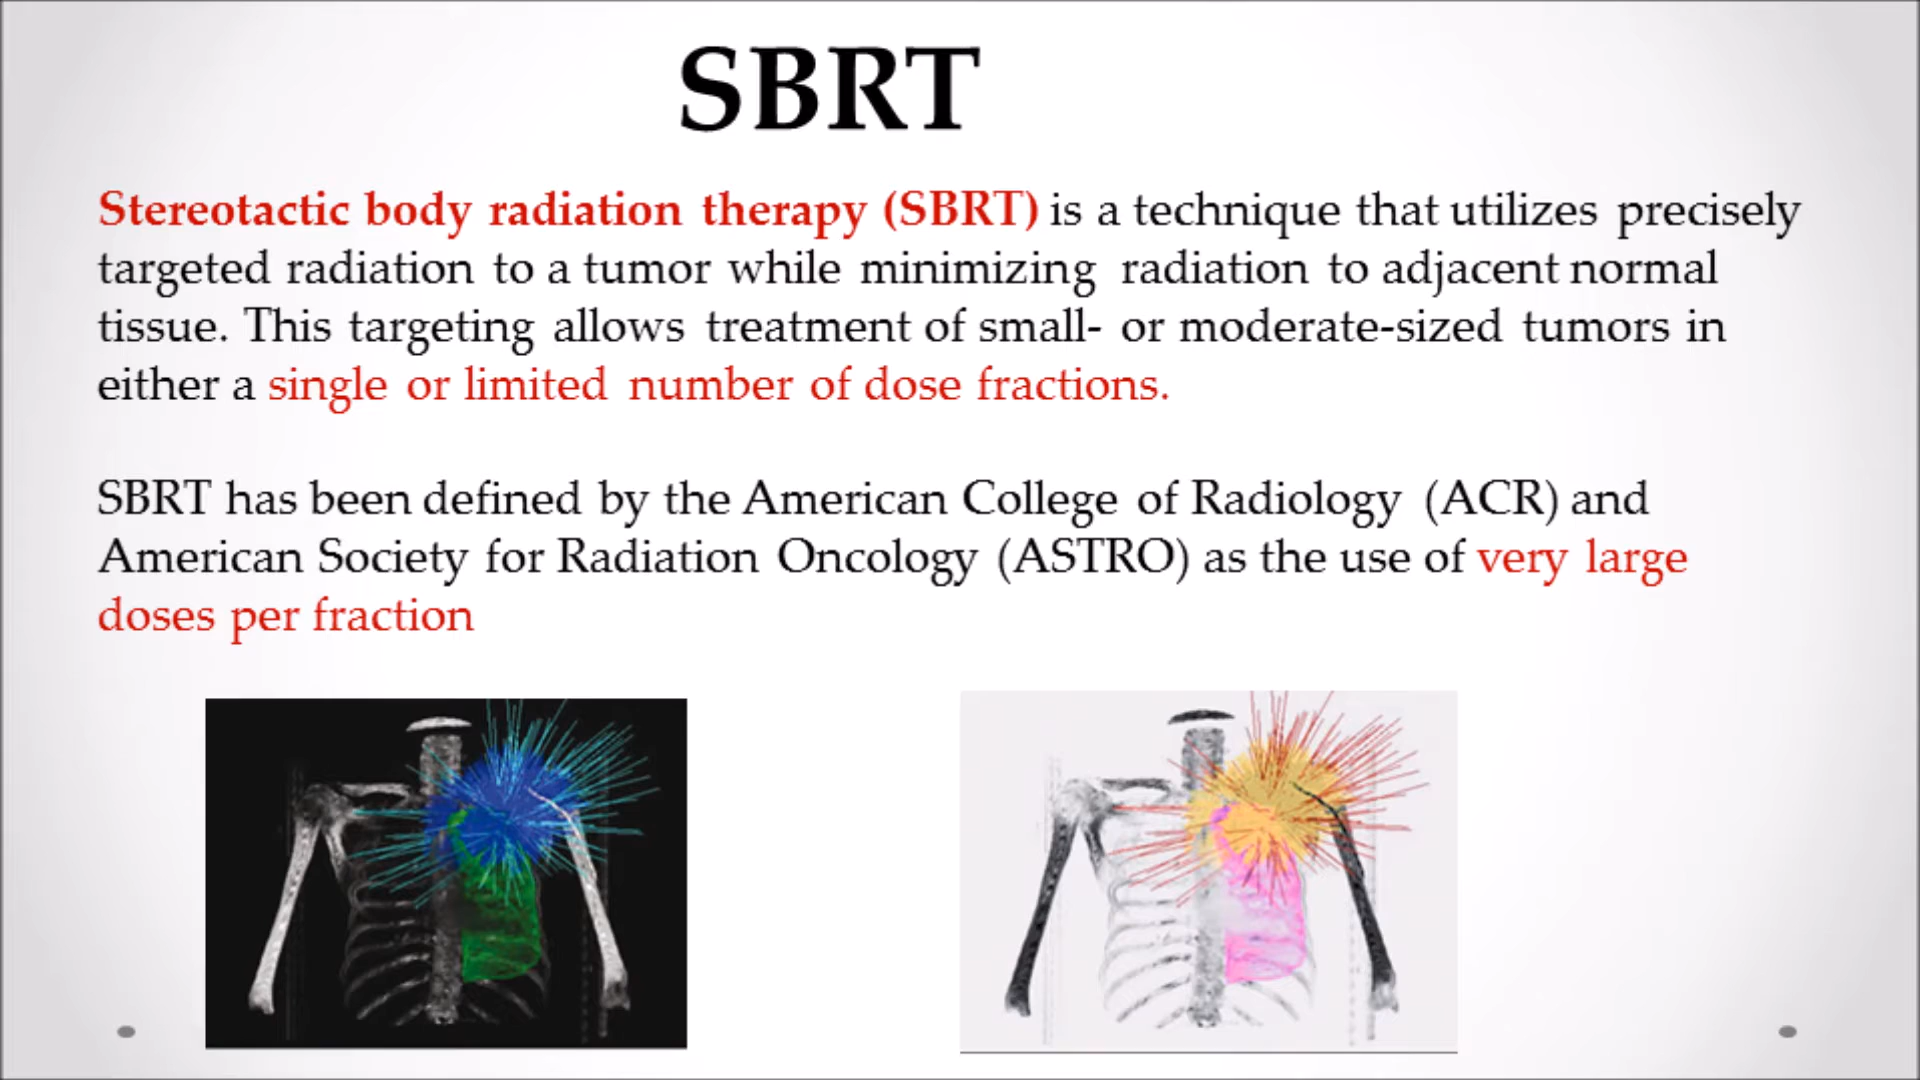 SBRT
Stereotactic body radiation therapy (SBRT) is a technique that utilizes precisely
targeted radiation to a tumor while minimizing radiation to adjacent normal
tissue. This targeting allows treatment of small- or moderate-sized tumors in
either a single or limited number of dose fractions.
SBRT has been defined by the American College of Radiology (ACR) and
American Society for Radiation Oncology (ASTRO) as the use of very large
doses per fraction